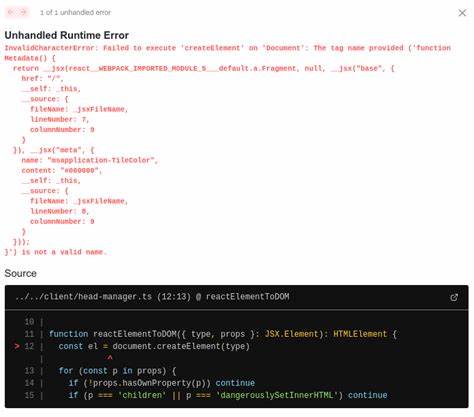 1 of 1 unhandled error
Unhandled Runtime Error
InvalidCharacterError: Failed to execute 'createElement' on 'Document': The tag name provided ('function
Metadata() {
return __jsx(react__WEBPACK_IMPORTED_MODULE_5___default.a.Fragment, null, __jsx("base", {
href: "/",
__self: _this,
__source: {
fileName: _jsxFileName,
lineNumber: 7,
columnNumber: 9
}
}), __jsx("meta", {
name: "msapplication-TileColor",
content: "#000000",
__self: _this,
__source: {
fileName: _jsxFileName,
lineNumber: 8,
columnNumber: 9
}
}));
}') is not a valid name.
Source
../../client/head-manager.ts (12:13) @ reactElementToDOM
10 |
11 | function reactElementToDOM({ type, props }: JSX.Element): HTMLElement {
> 12 | const el = document.createElement(type)
| ^
13 | for (const p in props) {
14 | if (!props.hasOwnProperty(p)) continue
15 | if (p === 'children' || p === 'dangerouslySetInnerHTML') continue